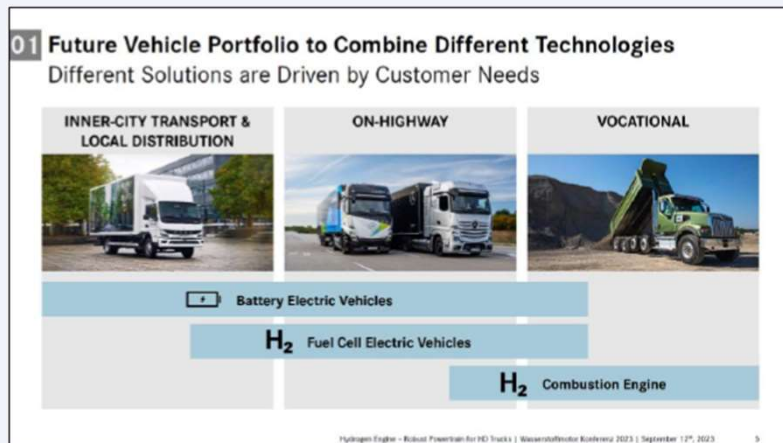 01 Future Vehicle Portfolio to Combine Different Technologies
Different Solutions are Driven by Customer Needs
INNER-CITY TRANSPORT &
LOCAL DISTRIBUTION
ON-HIGHWAY
VOCATIONAL
Battery Electric Vehicles
H₂ Fuel Cell Electric Vehicles
H₂ Combustion Engine
Hydrogen Engine – Robust Powertrain for HD Trucks | Wasserstoffmotor Konferenz 2023 | September 12th, 2023 5